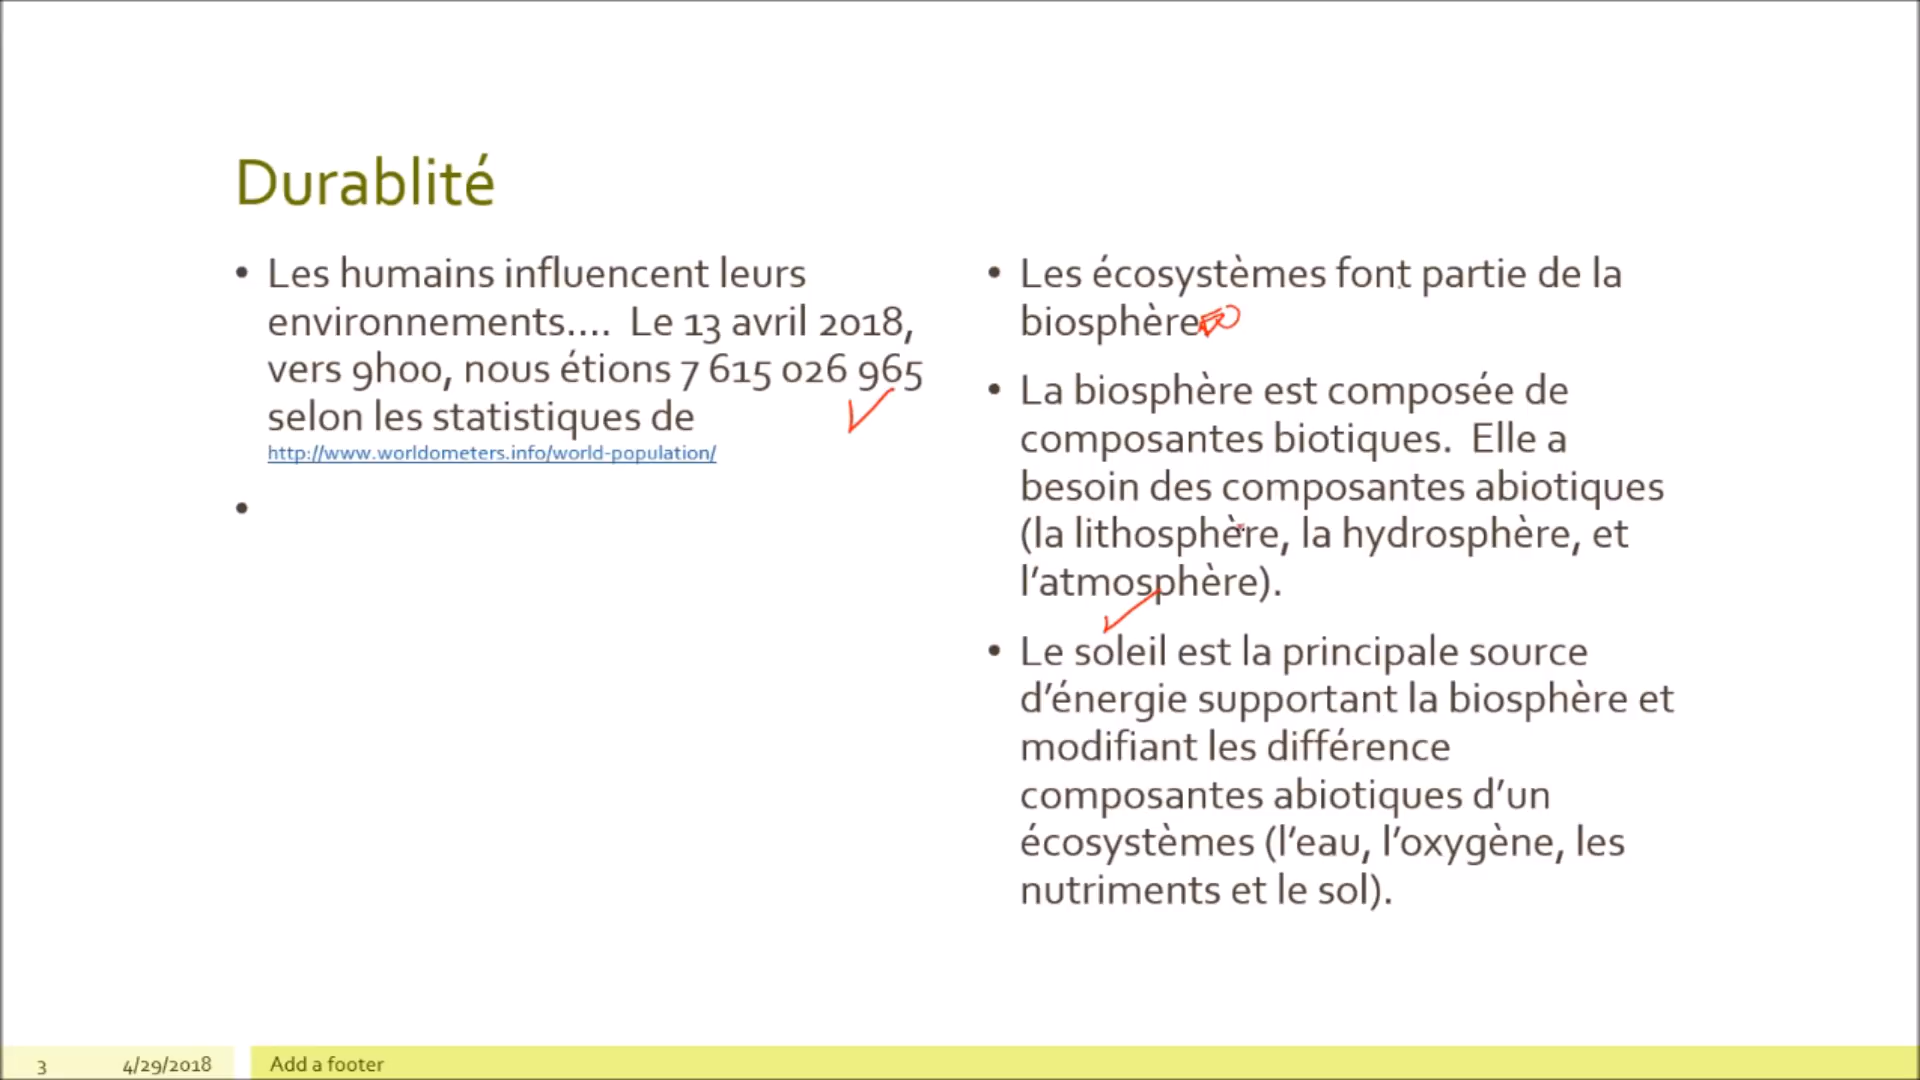 Durablité
• Les humains influencent leurs
environnements....  Le 13 avril 2018,
vers 9h00, nous étions 7 615 026 965
selon les statistiques de
http://www.worldometers.info/world-population/
•
• Les écosystèmes font partie de la
biosphère
• La biosphère est composée de
composantes biotiques.  Elle a
besoin des composantes abiotiques
(la lithosphère, la hydrosphère, et
l’atmosphère).
• Le soleil est la principale source
d’énergie supportant la biosphère et
modifiant les différence
composantes abiotiques d’un
écosystèmes (l’eau, l’oxygène, les
nutriments et le sol).
3 4/29/2018 Add a footer